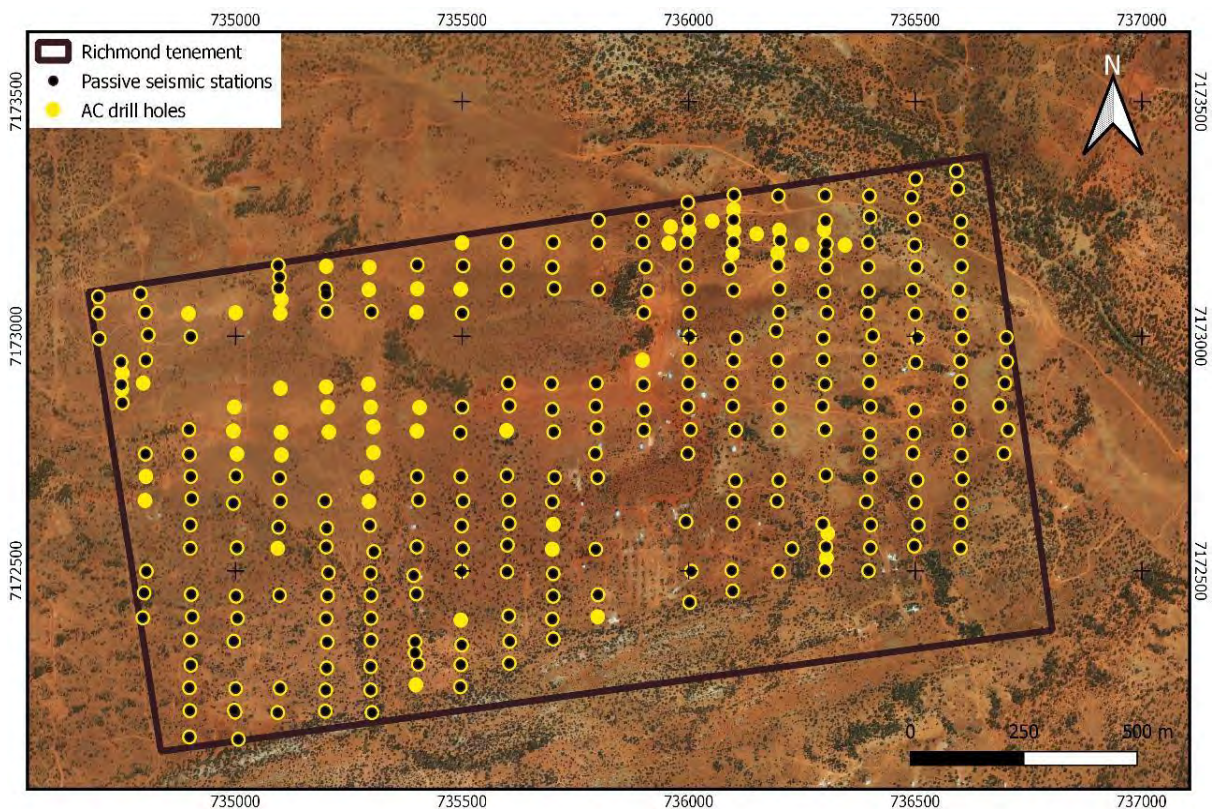 735000 735500 736000 736500 737000
Richmond tenement
Passive seismic stations
AC drill holes
N
7173500 7173500
7173000 7173000
7172500 7172500
0 250 500 m
735000 735500 736000 736500 737000